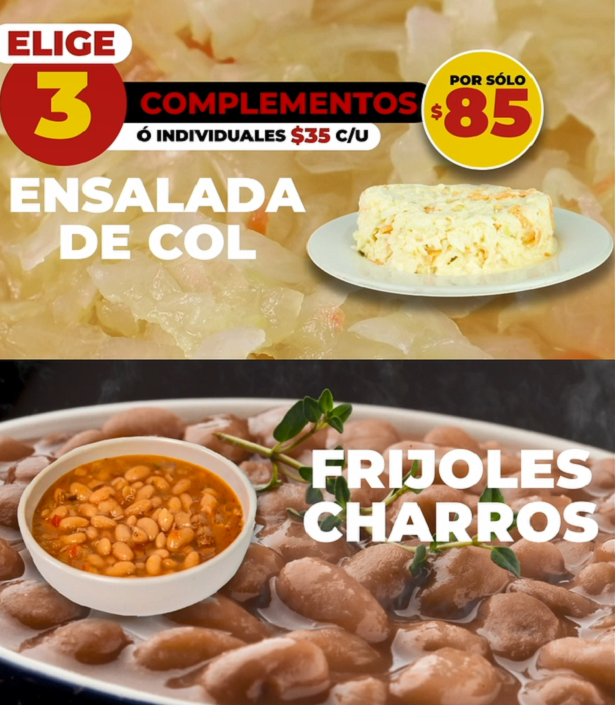 ELIGE
3
COMPLEMENTOS
Ó INDIVIDUALES $35 C/U
POR SÓLO
$85
ENSALADA
DE COL
FRIJOLES
CHARROS